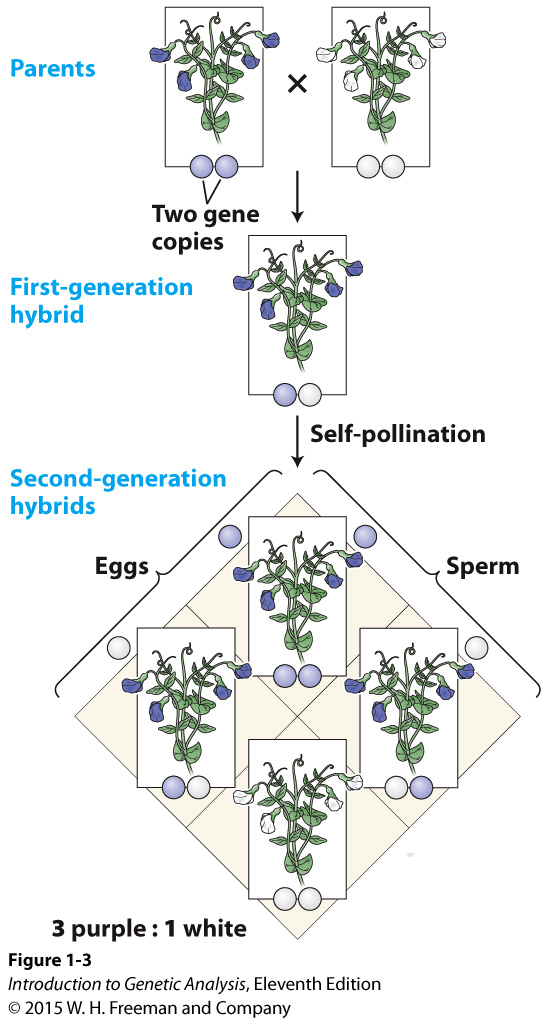 Parents
×
Two gene
copies
First-generation
hybrid
Self-pollination
Second-generation
hybrids
Eggs
Sperm
3 purple : 1 white
Figure 1-3
Introduction to Genetic Analysis, Eleventh Edition
© 2015 W. H. Freeman and Company